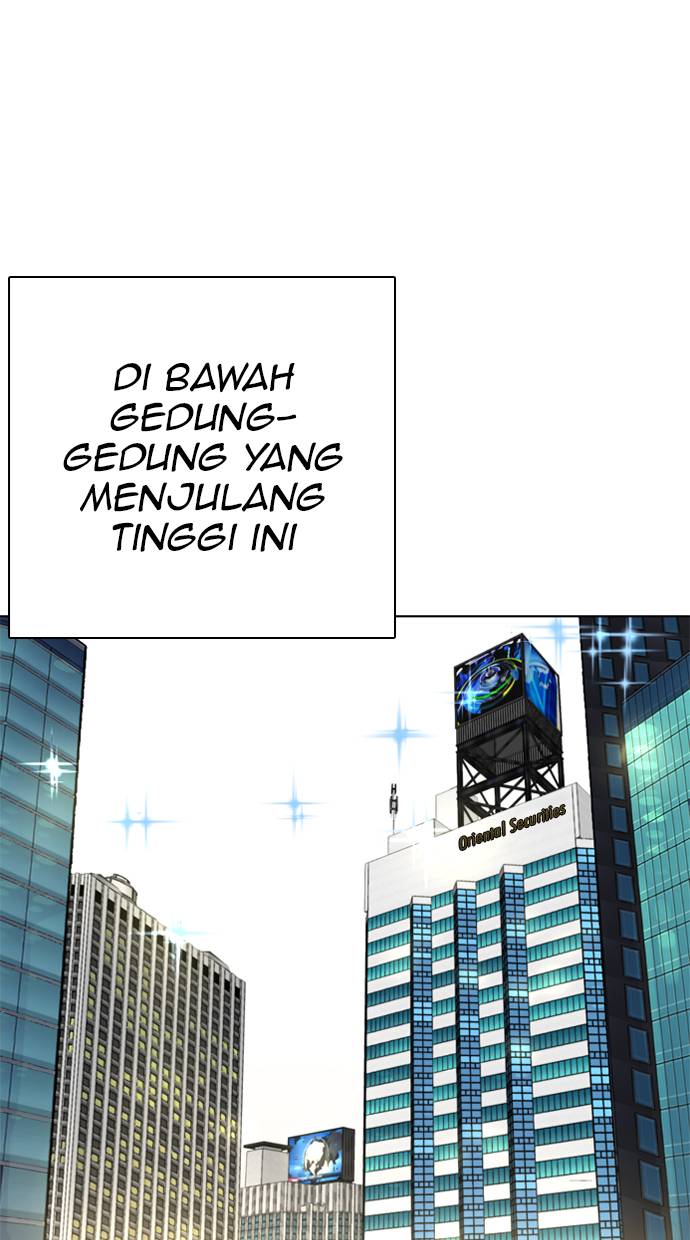 DI BAWAH
GEDUNG-
GEDUNG YANG
MENJULANG
TINGGI INI
Oriental Securities